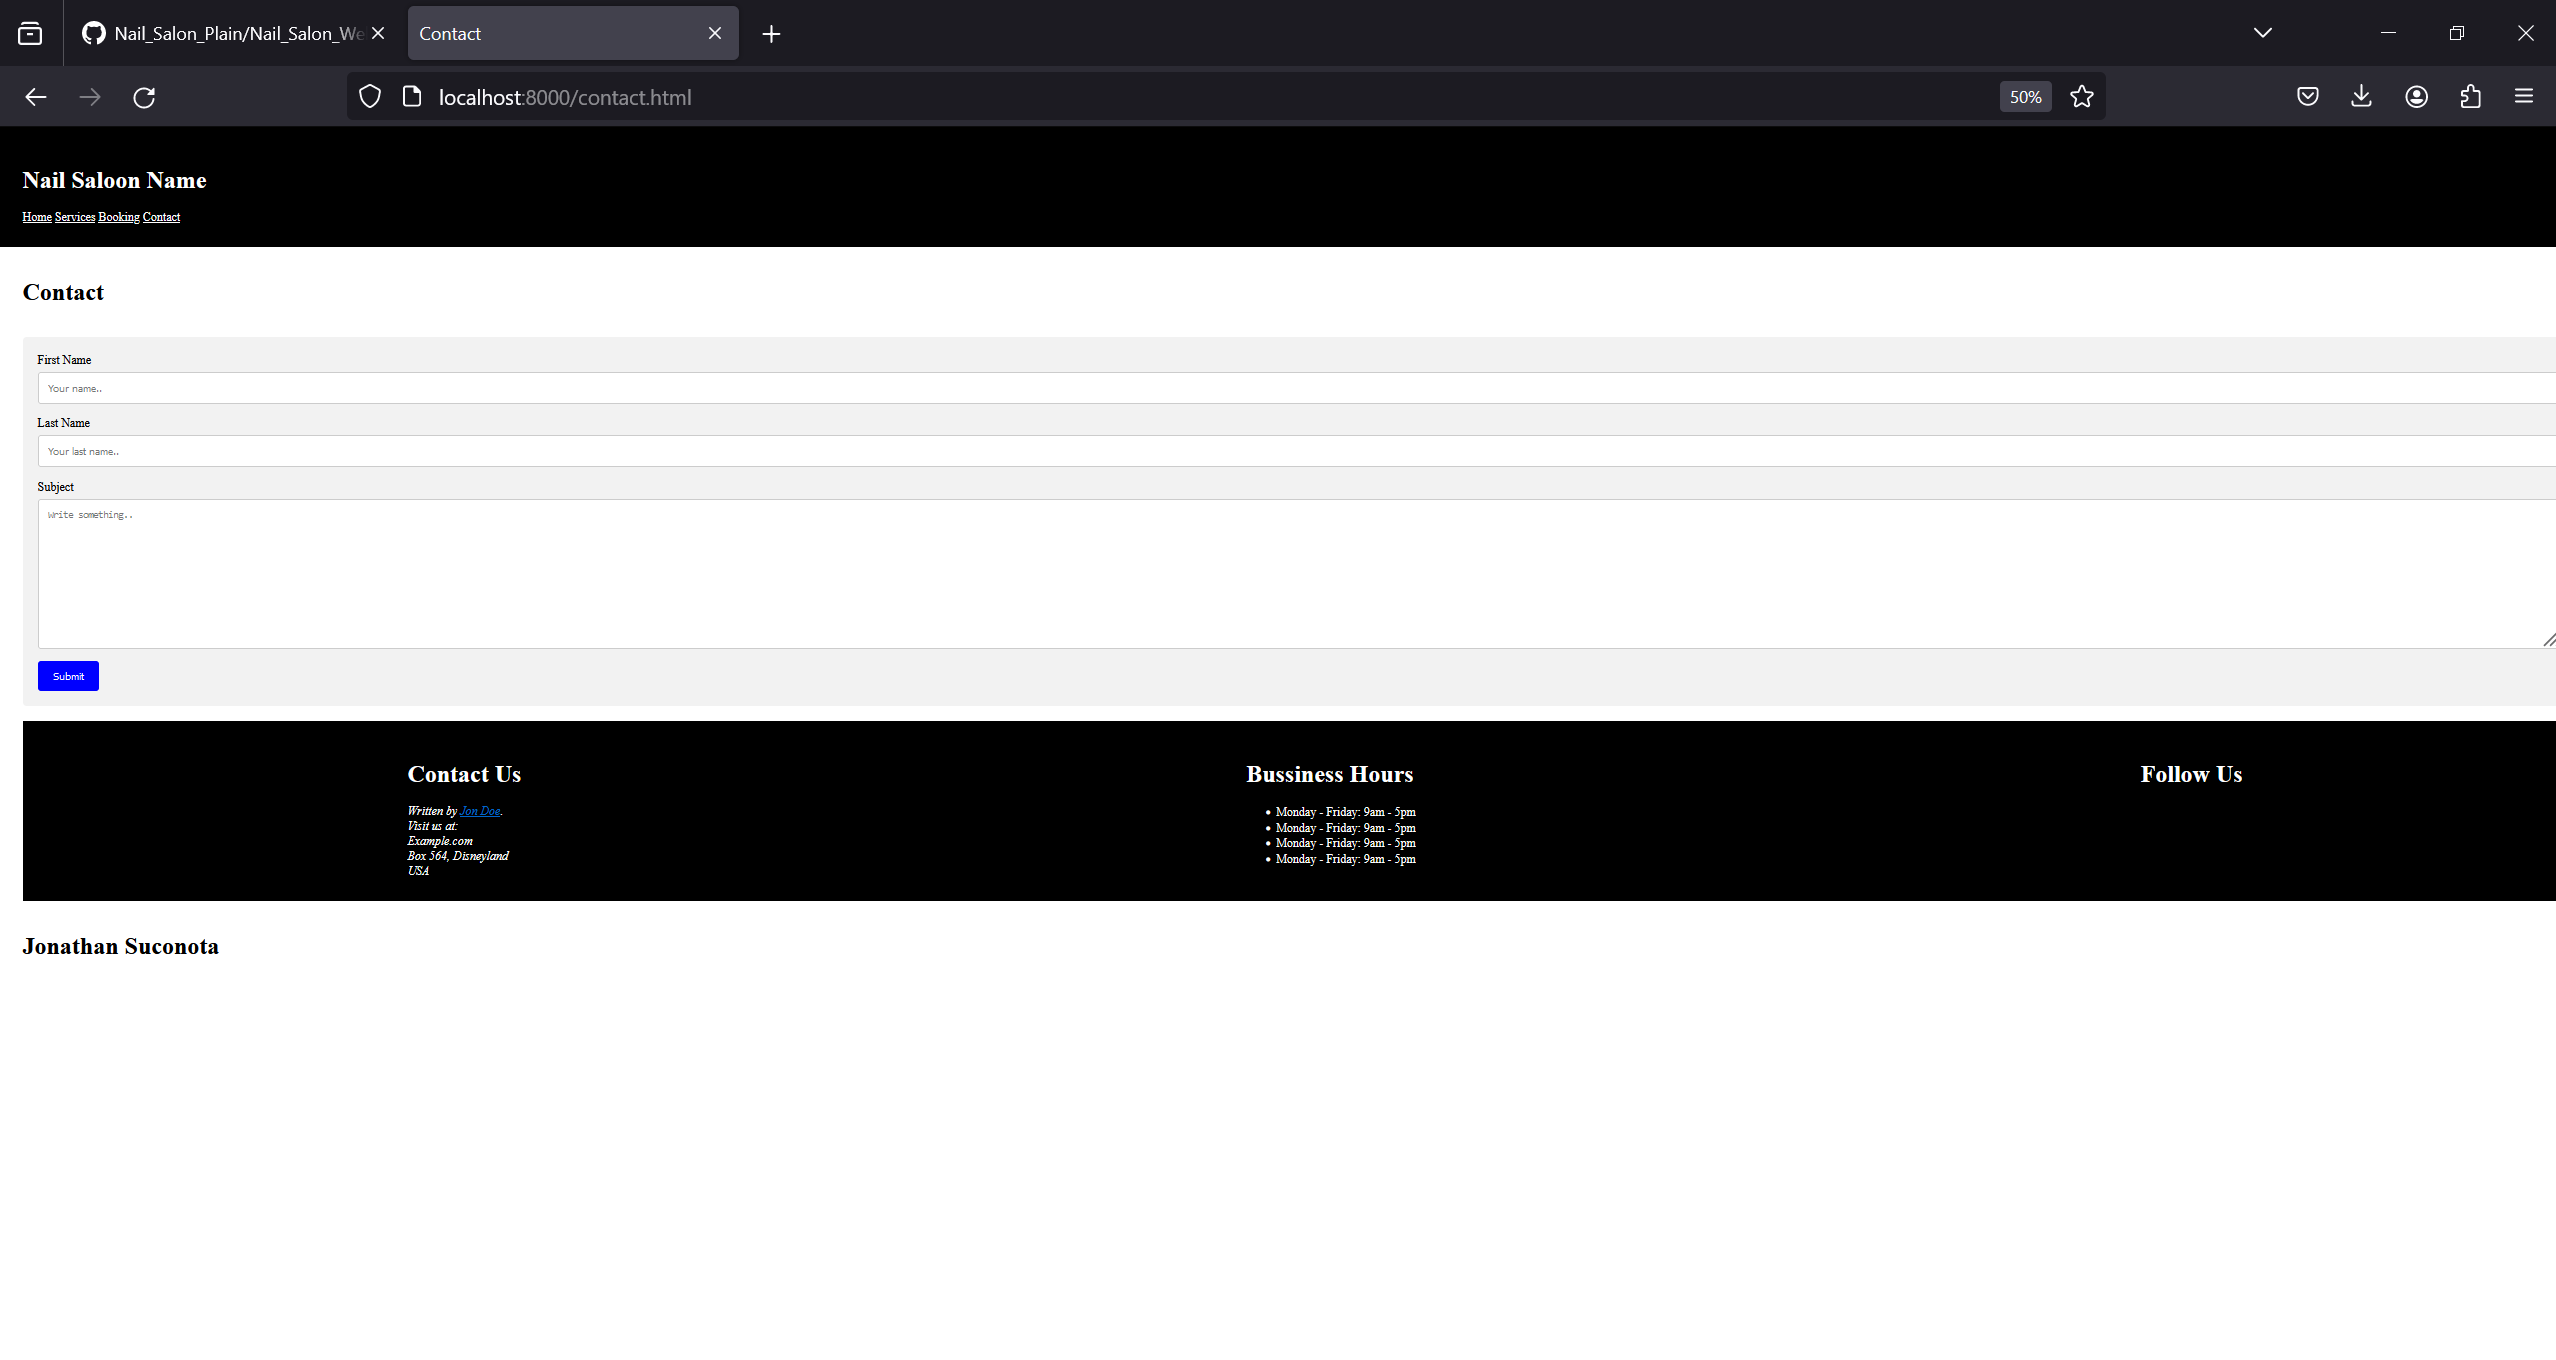 Nail_Salon_Plain/Nail_Salon_We
Contact
localhost:8000/contact.html
50%
Nail Saloon Name
Home Services Booking Contact
Contact
First Name
Your name..
Last Name
Your last name..
Subject
Write something..
Submit
Contact Us
Written by Jon Doe.
Visit us at:
Example.com
Box 564, Disneyland
USA
Bussiness Hours
Monday - Friday: 9am - 5pm
Monday - Friday: 9am - 5pm
Monday - Friday: 9am - 5pm
Monday - Friday: 9am - 5pm
Follow Us
Jonathan Suconota